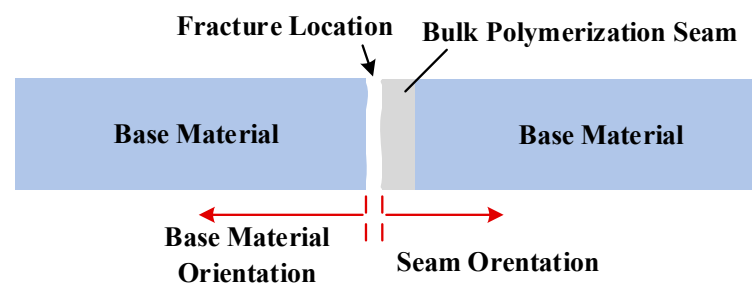 Fracture Location
Bulk Polymerization Seam
Base Material
Base Material
Base Material
Orientation
Seam Orentation